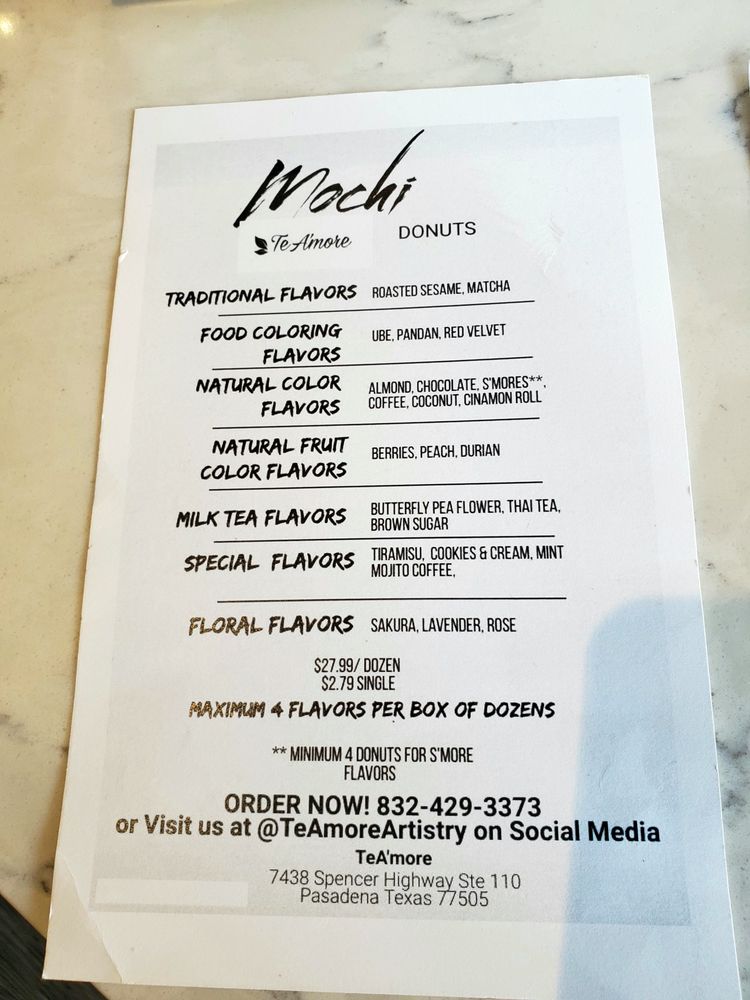 Mochi
TeA'more
DONUTS
TRADITIONAL FLAVORS ROASTED SESAME, MATCHA
FOOD COLORING FLAVORS UBE, PANDAN, RED VELVET
NATURAL COLOR FLAVORS ALMOND, CHOCOLATE, S'MORES**,
COFFEE, COCONUT, CINAMON ROLL
NATURAL FRUIT COLOR FLAVORS BERRIES, PEACH, DURIAN
MILK TEA FLAVORS BUTTERFLY PEA FLOWER, THAI TEA,
BROWN SUGAR
SPECIAL FLAVORS TIRAMISU, COOKIES & CREAM, MINT
MOJITO COFFEE,
FLORAL FLAVORS SAKURA, LAVENDER, ROSE
$27.99/ DOZEN
$2.79 SINGLE
MAXIMUM 4 FLAVORS PER BOX OF DOZENS
** MINIMUM 4 DONUTS FOR S'MORE
FLAVORS
ORDER NOW! 832-429-3373
or Visit us at @TeAmoreArtistry on Social Media
TeA'more
7438 Spencer Highway Ste 110
Pasadena Texas 77505